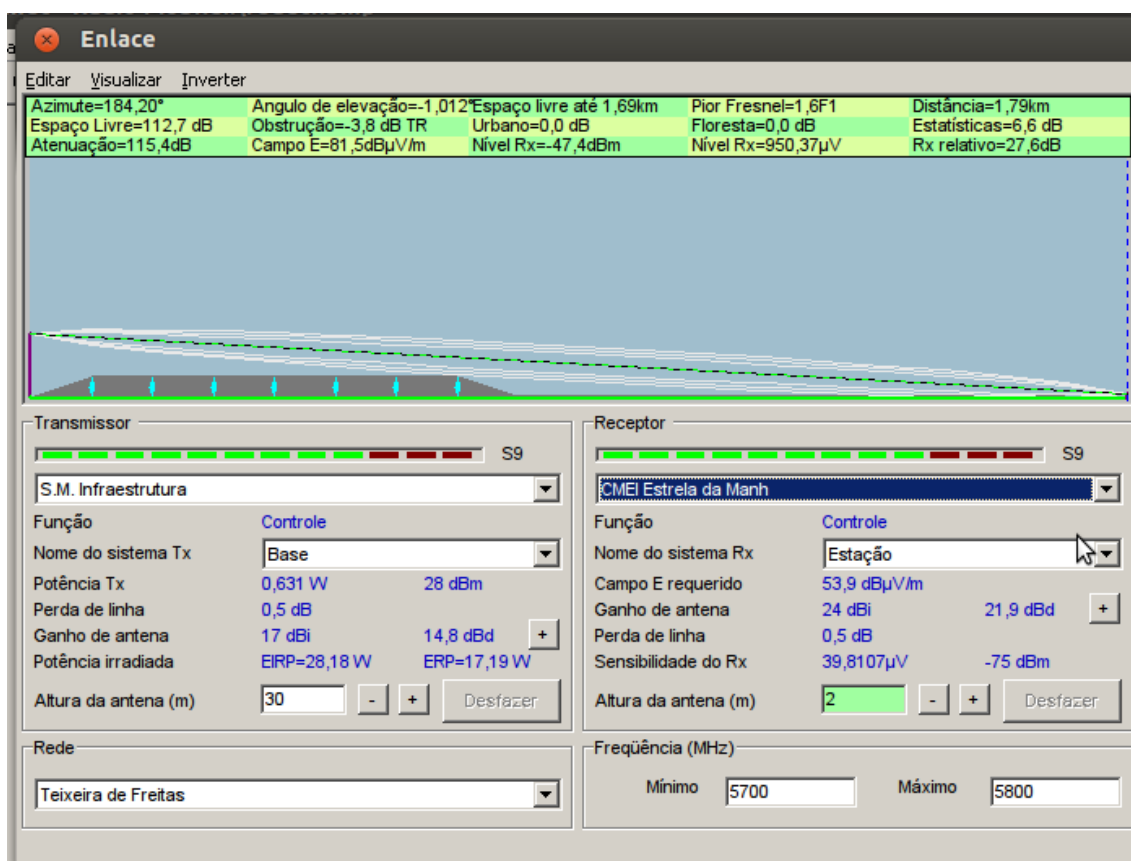 Enlace
Editar Visualizar Inverter
Azimute=184,20° Angulo de elevação=-1,012° Espaço livre até 1,69km Pior Fresnel=1,6F1 Distância=1,79km
Espaço Livre=112,7 dB Obstrução=-3,8 dB TR Urbano=0,0 dB Floresta=0,0 dB Estatísticas=6,6 dB
Atenuação=115,4dB Campo E=81,5dBµV/m Nível Rx=-47,4dBm Nível Rx=950,37µV Rx relativo=27,6dB
Transmissor
S9
S.M. Infraestrutura
Função Controle
Nome do sistema Tx Base
Potência Tx 0,631 W 28 dBm
Perda de linha 0,5 dB
Ganho de antena 17 dBi 14,8 dBd +
Potência irradiada EIRP=28,18 W ERP=17,19 W
Altura da antena (m) 30 - + Desfazer
Rede
Teixeira de Freitas
Receptor
S9
CMEI Estrela da Manh
Função Controle
Nome do sistema Rx Estação
Campo E requerido 53,9 dBµV/m
Ganho de antena 24 dBi 21,9 dBd +
Perda de linha 0,5 dB
Sensibilidade do Rx 39,8107µV -75 dBm
Altura da antena (m) 2 - + Desfazer
Freqüência (MHz)
Mínimo 5700 Máximo 5800